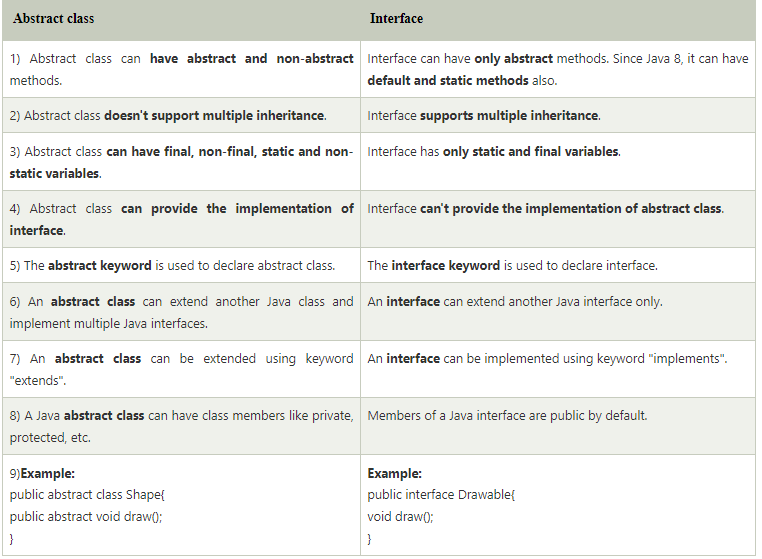 Abstract class Interface
1) Abstract class can have abstract and non-abstract
methods.
Interface can have only abstract methods. Since Java 8, it can have
default and static methods also.
2) Abstract class doesn't support multiple inheritance.
Interface supports multiple inheritance.
3) Abstract class can have final, non-final, static and non-
static variables.
Interface has only static and final variables.
4) Abstract class can provide the implementation of
interface.
Interface can't provide the implementation of abstract class.
5) The abstract keyword is used to declare abstract class.
The interface keyword is used to declare interface.
6) An abstract class can extend another Java class and
implement multiple Java interfaces.
An interface can extend another Java interface only.
7) An abstract class can be extended using keyword
"extends".
An interface can be implemented using keyword "implements".
8) A Java abstract class can have class members like private,
protected, etc.
Members of a Java interface are public by default.
9)Example:
public abstract class Shape{
public abstract void draw();
}
Example:
public interface Drawable{
void draw();
}